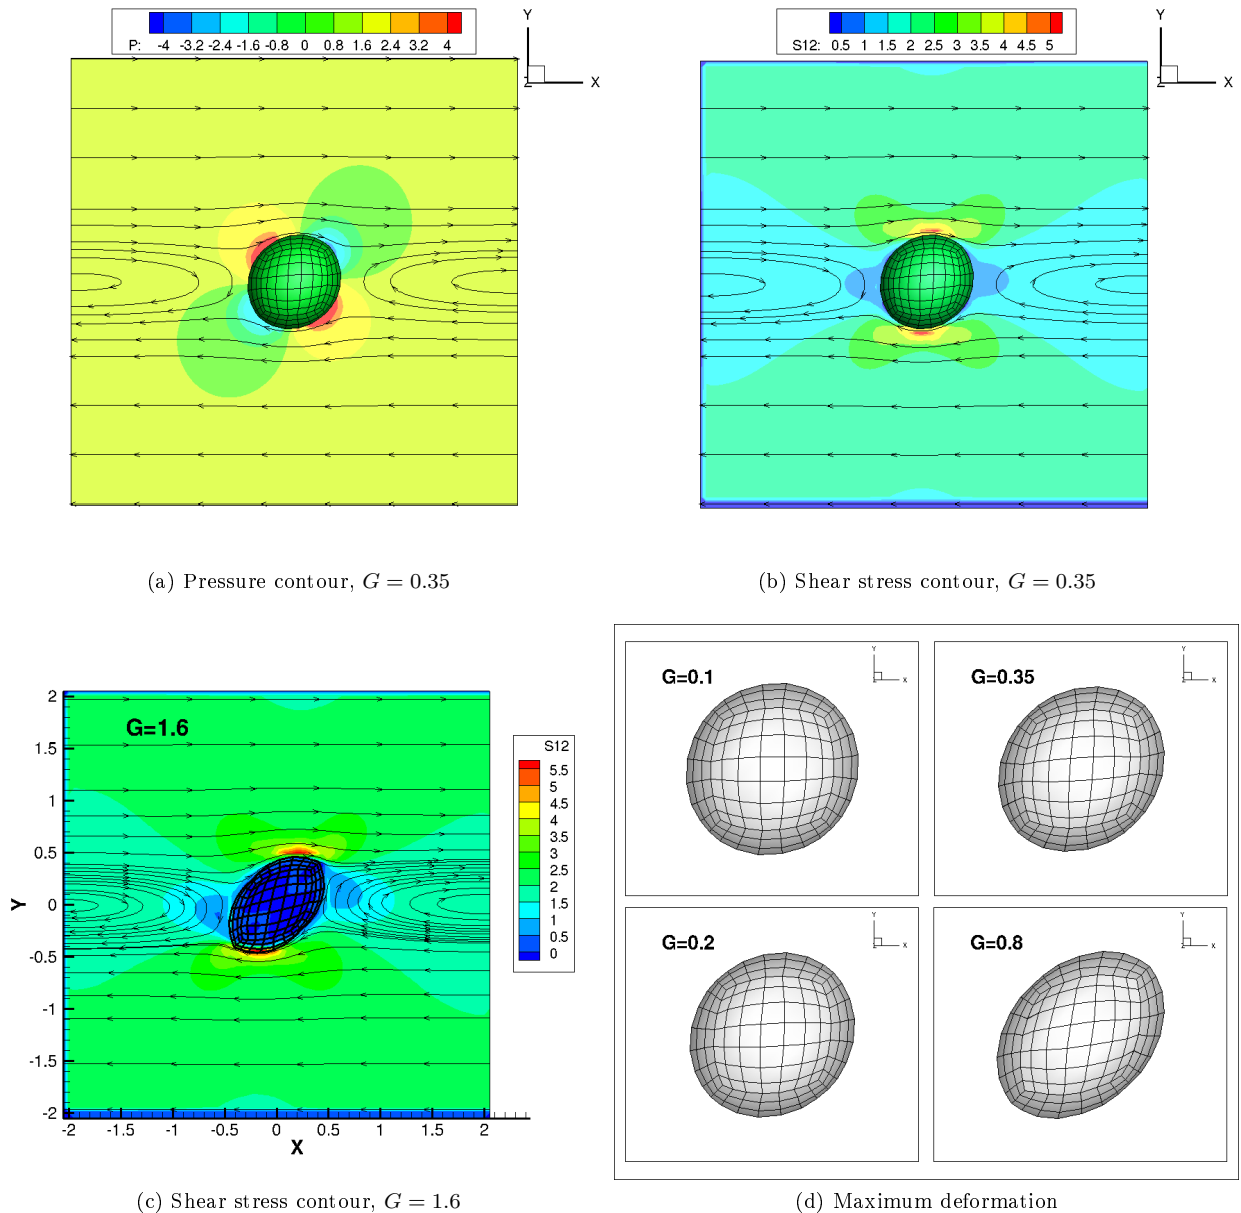 P: -4 -3.2 -2.4 -1.6 -0.8 0 0.8 1.6 2.4 3.2 4
Y
X
Z
S12: 0.5 1 1.5 2 2.5 3 3.5 4 4.5 5
Y
X
Z
(a) Pressure contour, G = 0.35
(b) Shear stress contour, G = 0.35
G=1.6
2
1.5
1
0.5
0
-0.5
-1
-1.5
-2
Y
-2 -1.5 -1 -0.5 0 0.5 1 1.5 2
X
S12
5.5
5
4.5
4
3.5
3
2.5
2
1.5
1
0.5
0
G=0.1
Y
X
Z
G=0.35
Y
X
Z
G=0.2
Y
X
Z
G=0.8
Y
X
Z
(c) Shear stress contour, G = 1.6
(d) Maximum deformation